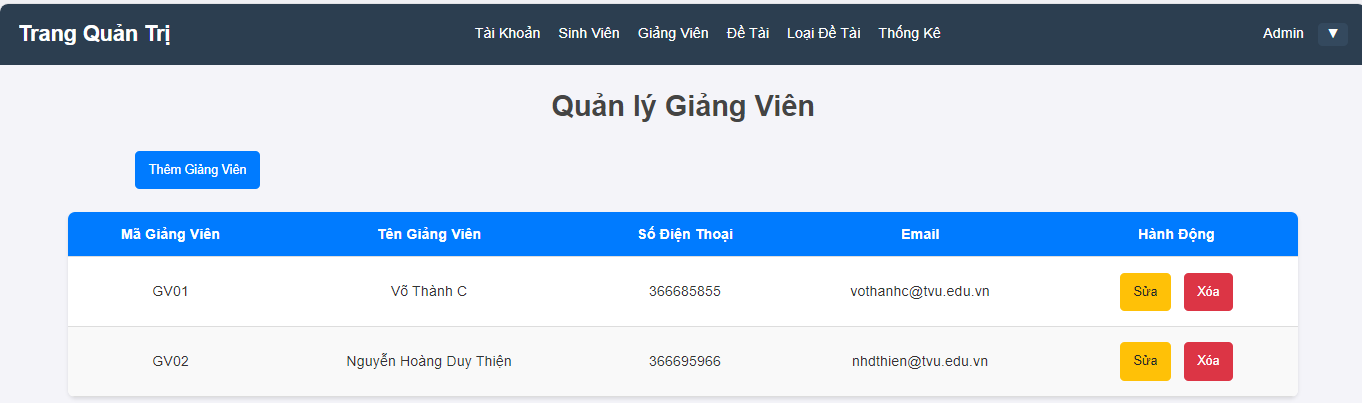 Trang Quản Trị Tài Khoản Sinh Viên Giảng Viên Đề Tài Loại Đề Tài Thống Kê Admin ▼
Quản lý Giảng Viên
Thêm Giảng Viên
Mã Giảng Viên Tên Giảng Viên Số Điện Thoại Email Hành Động
GV01 Võ Thành C 366685855 vothanhc@tvu.edu.vn Sửa Xóa
GV02 Nguyễn Hoàng Duy Thiện 366695966 nhdthien@tvu.edu.vn Sửa Xóa